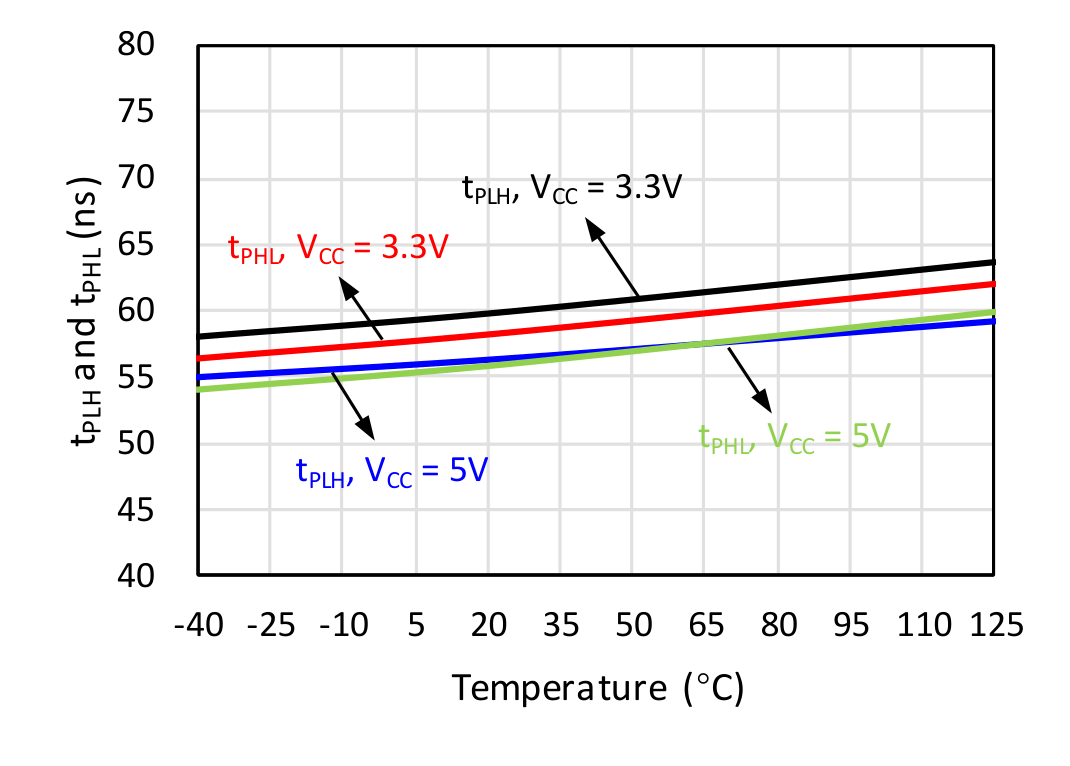 80
75
70
65
60
55
50
45
40
tPLH and tPHL (ns)
tPLH, VCC = 3.3V
tPHL, VCC = 3.3V
tPHL, VCC = 5V
tPLH, VCC = 5V
-40 -25 -10 5 20 35 50 65 80 95 110 125
Temperature (°C)